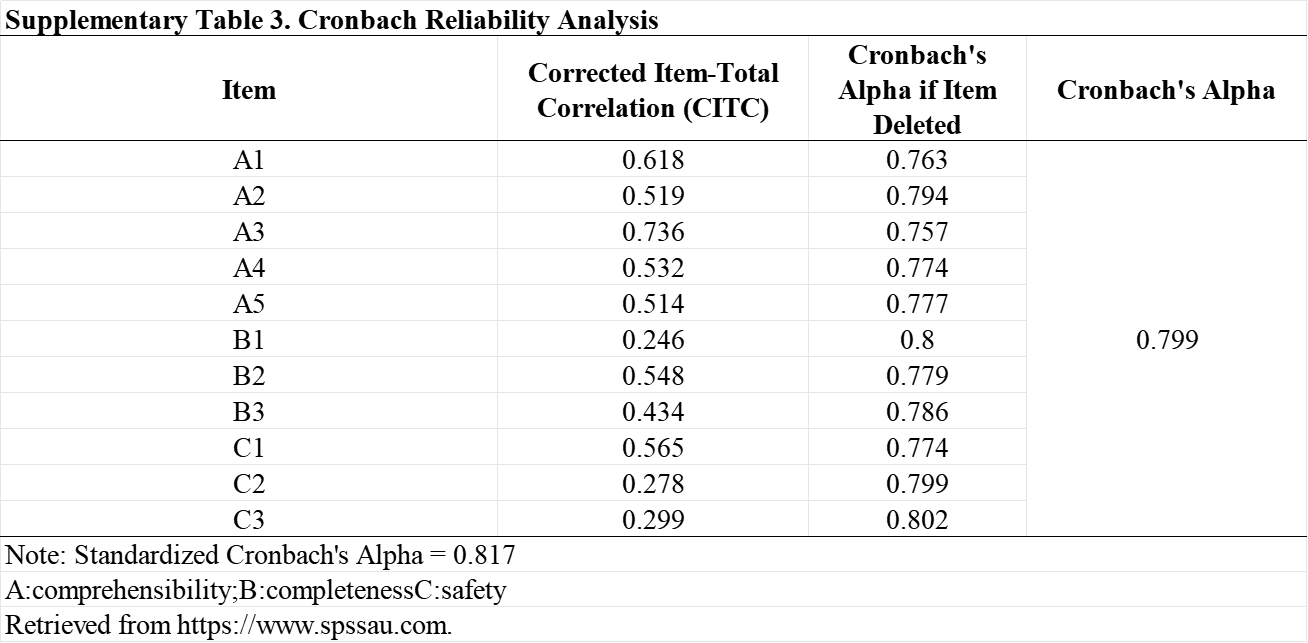 Supplementary Table 3. Cronbach Reliability Analysis
Item Corrected Item-Total Correlation (CITC) Cronbach's Alpha if Item Deleted Cronbach's Alpha
A1 0.618 0.763
A2 0.519 0.794
A3 0.736 0.757
A4 0.532 0.774
A5 0.514 0.777
B1 0.246 0.8 0.799
B2 0.548 0.779
B3 0.434 0.786
C1 0.565 0.774
C2 0.278 0.799
C3 0.299 0.802
Note: Standardized Cronbach's Alpha = 0.817
A:comprehensibility;B:completenessC:safety
Retrieved from https://www.spssau.com.